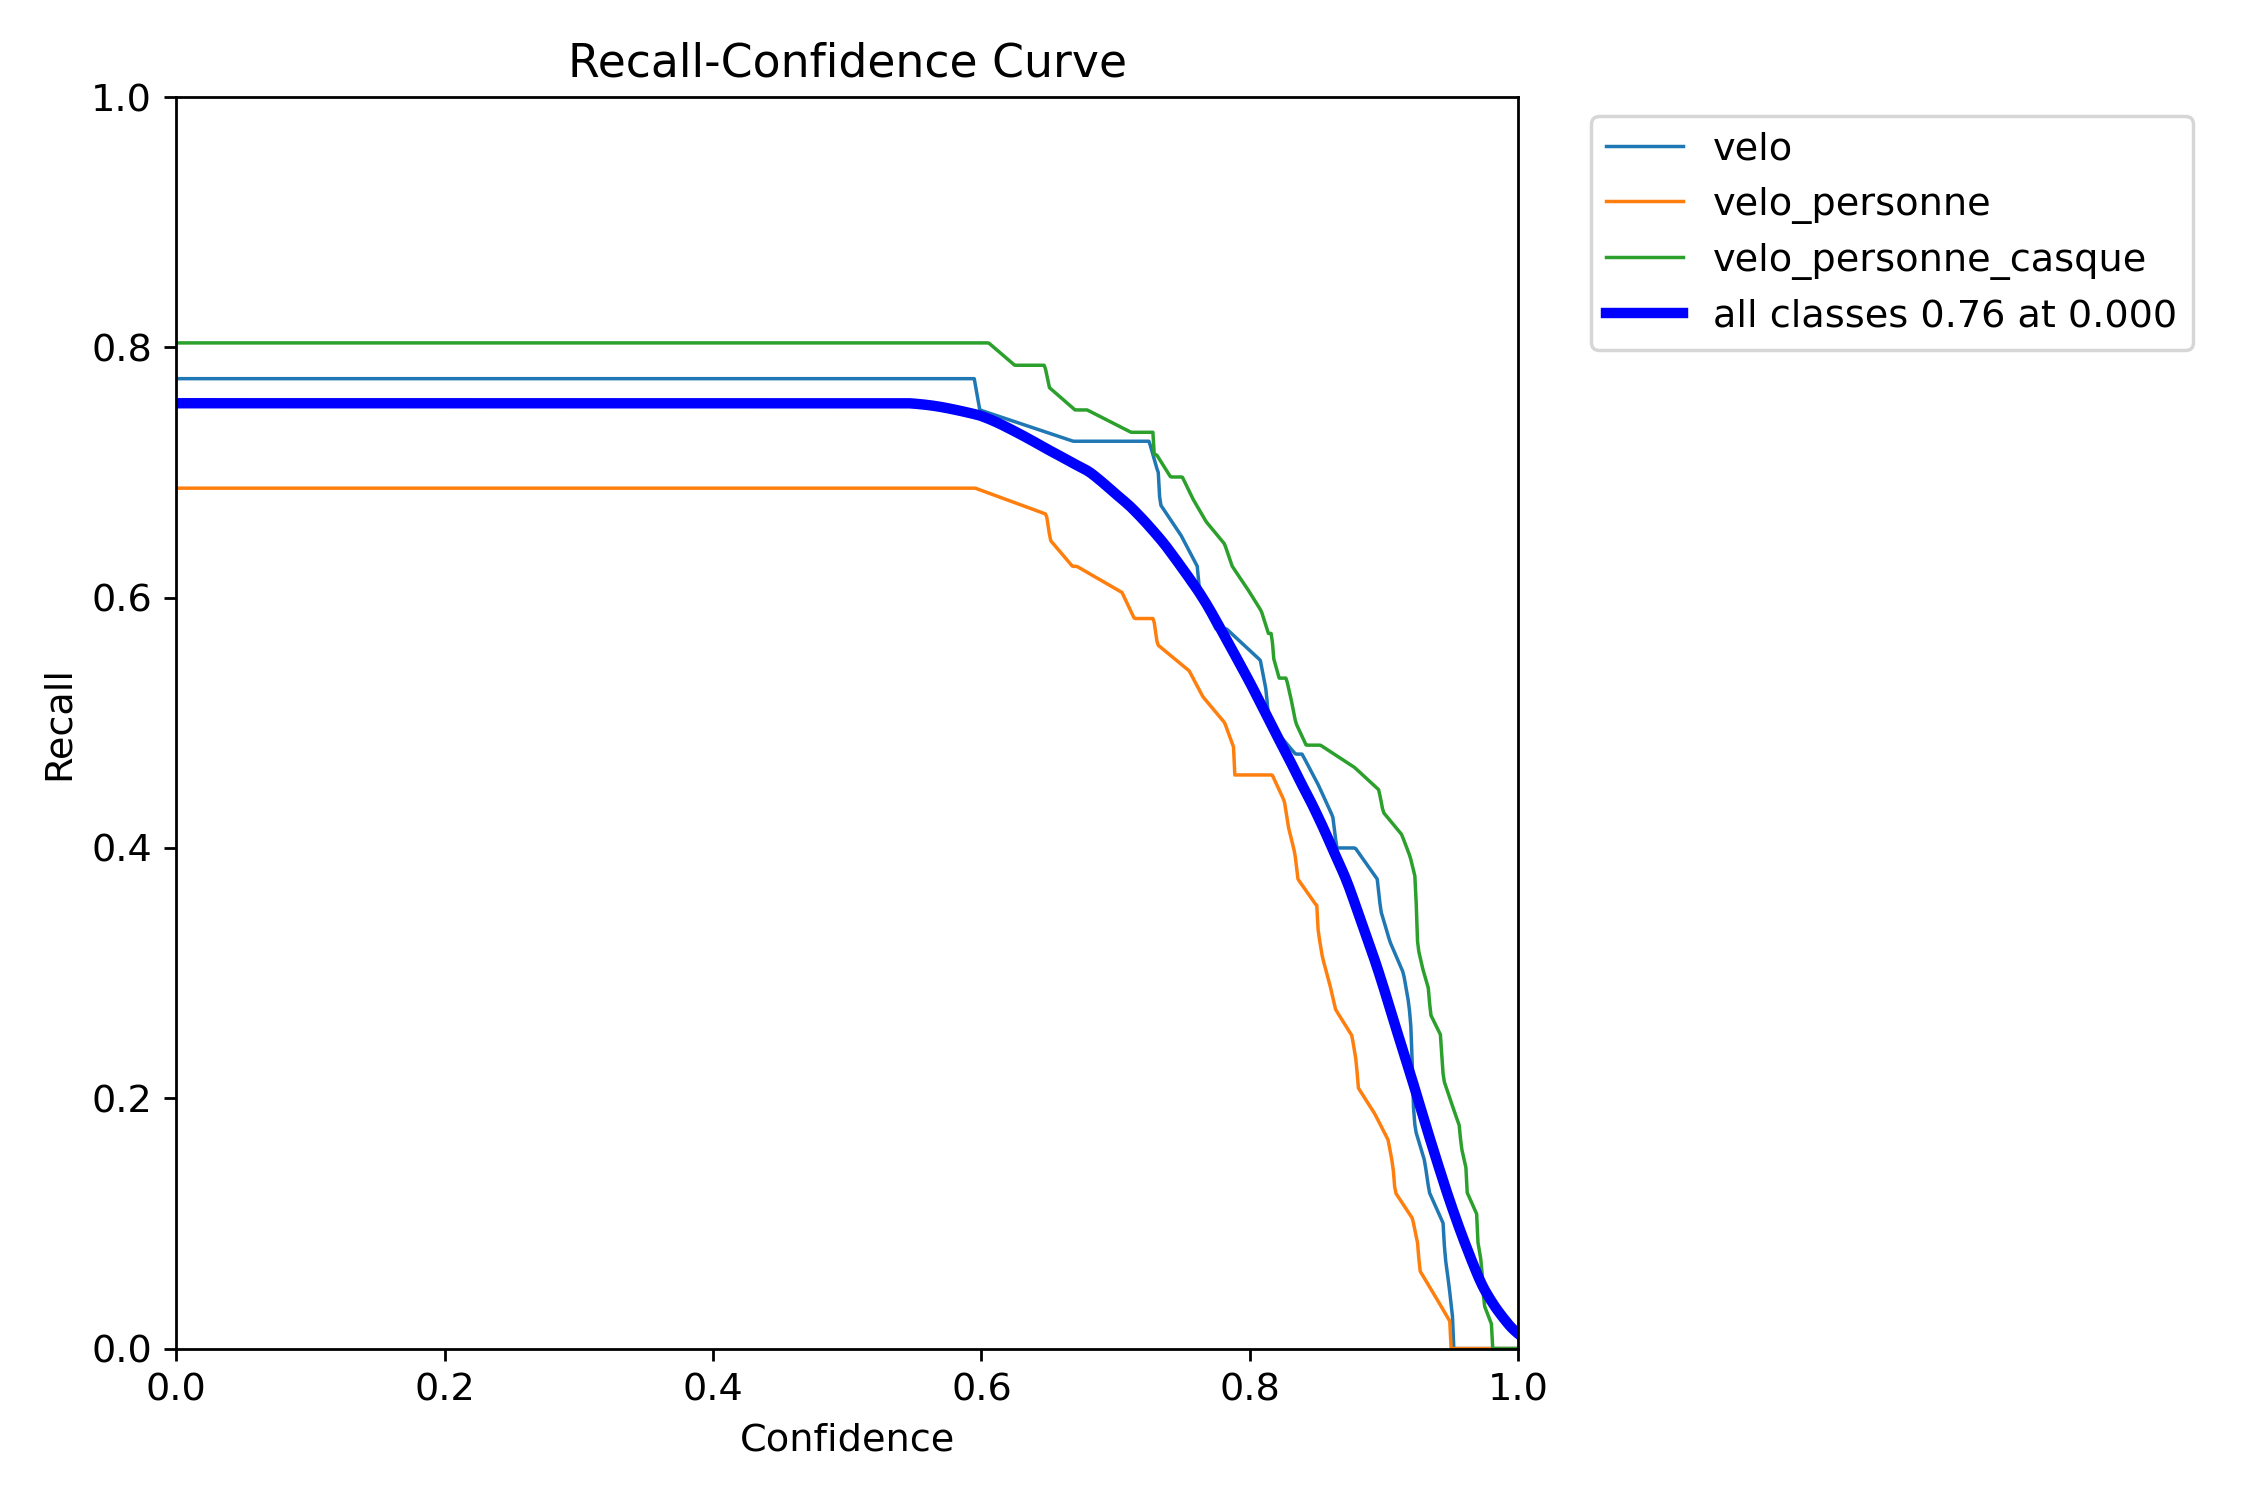 Recall-Confidence Curve
1.0
0.8
0.6
0.4
0.2
0.0
Recall
0.0 0.2 0.4 0.6 0.8 1.0
Confidence
velo
velo_personne
velo_personne_casque
all classes 0.76 at 0.000